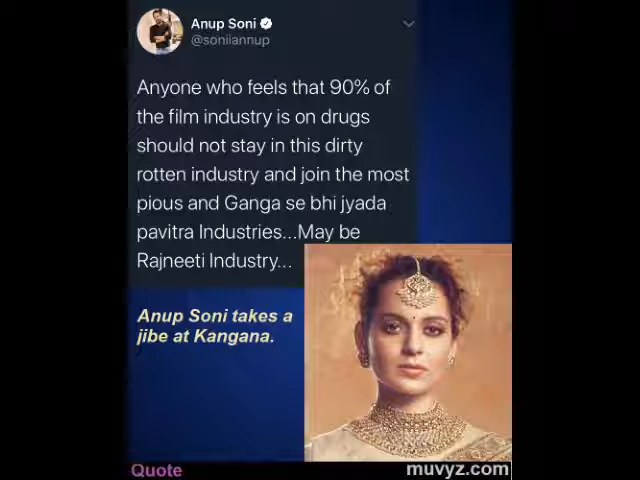 Anup Soni
@soniiannup
Anyone who feels that 90% of
the film industry is on drugs
should not stay in this dirty
rotten industry and join the most
pious and Ganga se bhi jyada
pavitra Industries...May be
Rajneeti Industry...
Anup Soni takes a
jibe at Kangana.
Quote
muvyz.com